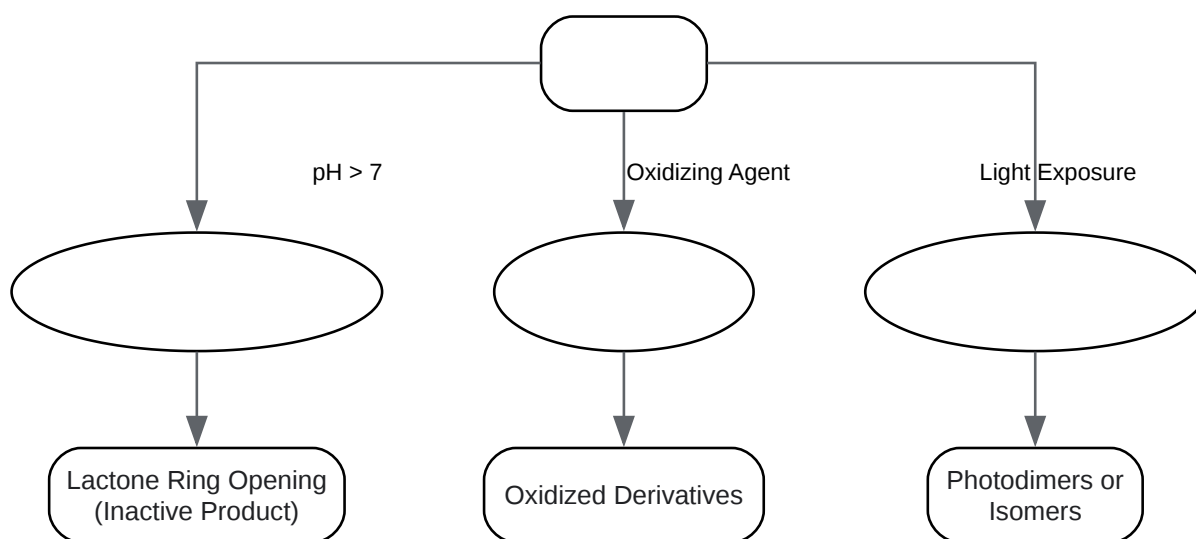 pH > 7
Oxidizing Agent
Light Exposure
Lactone Ring Opening
(Inactive Product)
Oxidized Derivatives
Photodimers or
Isomers